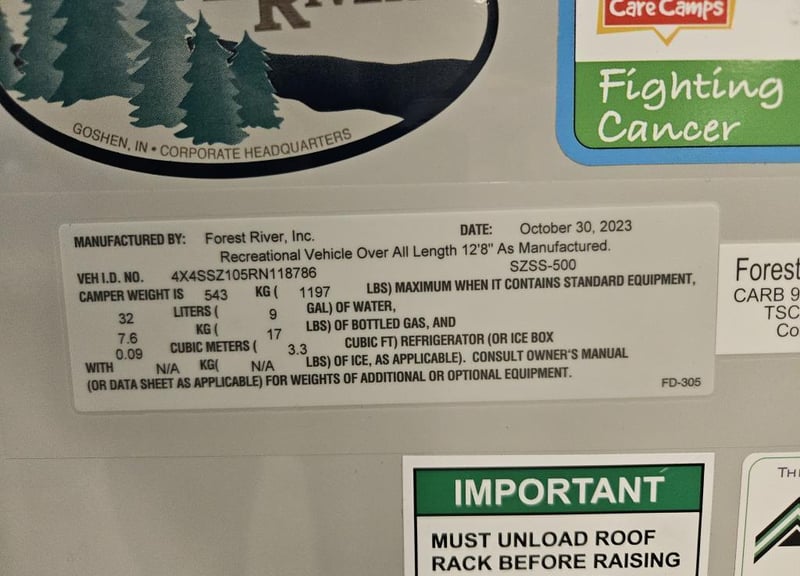 R
GOSHEN, IN • CORPORATE HEADQUARTERS
Care Camps
Fighting
Cancer
MANUFACTURED BY: Forest River, Inc. DATE: October 30, 2023
Recreational Vehicle Over All Length 12'8" As Manufactured.
VEH I.D. NO. 4X4SSZ105RN118786 SZSS-500
CAMPER WEIGHT IS 543 KG ( 1197 LBS) MAXIMUM WHEN IT CONTAINS STANDARD EQUIPMENT,
32 LITERS ( 9 GAL) OF WATER,
7.6 KG ( 17 LBS) OF BOTTLED GAS, AND
0.09 CUBIC METERS ( 3.3 CUBIC FT) REFRIGERATOR (OR ICE BOX
WITH N/A KG( N/A LBS) OF ICE, AS APPLICABLE). CONSULT OWNER'S MANUAL
(OR DATA SHEET AS APPLICABLE) FOR WEIGHTS OF ADDITIONAL OR OPTIONAL EQUIPMENT.
FD-305
Forest
CARB 9
TSC
Co
IMPORTANT
MUST UNLOAD ROOF
RACK BEFORE RAISING
TH